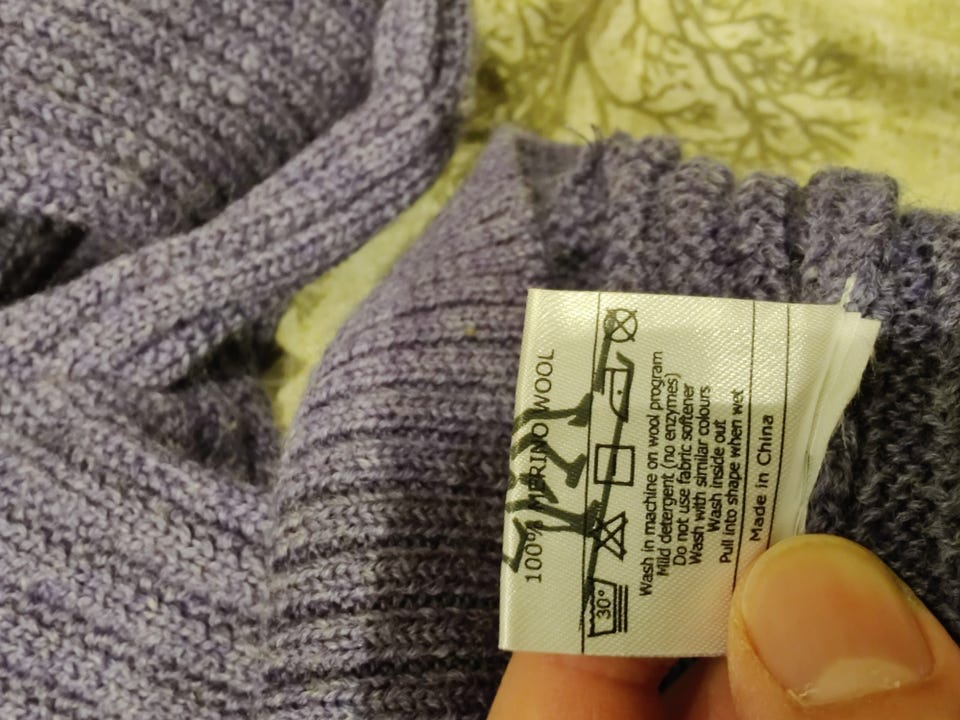 100% MERINO WOOL
30°
Wash in machine on wool program
Mild detergent (no enzymes)
Do not use fabric softener
Wash with similar colours
Wash inside out
Pull into shape when wet
Made in China